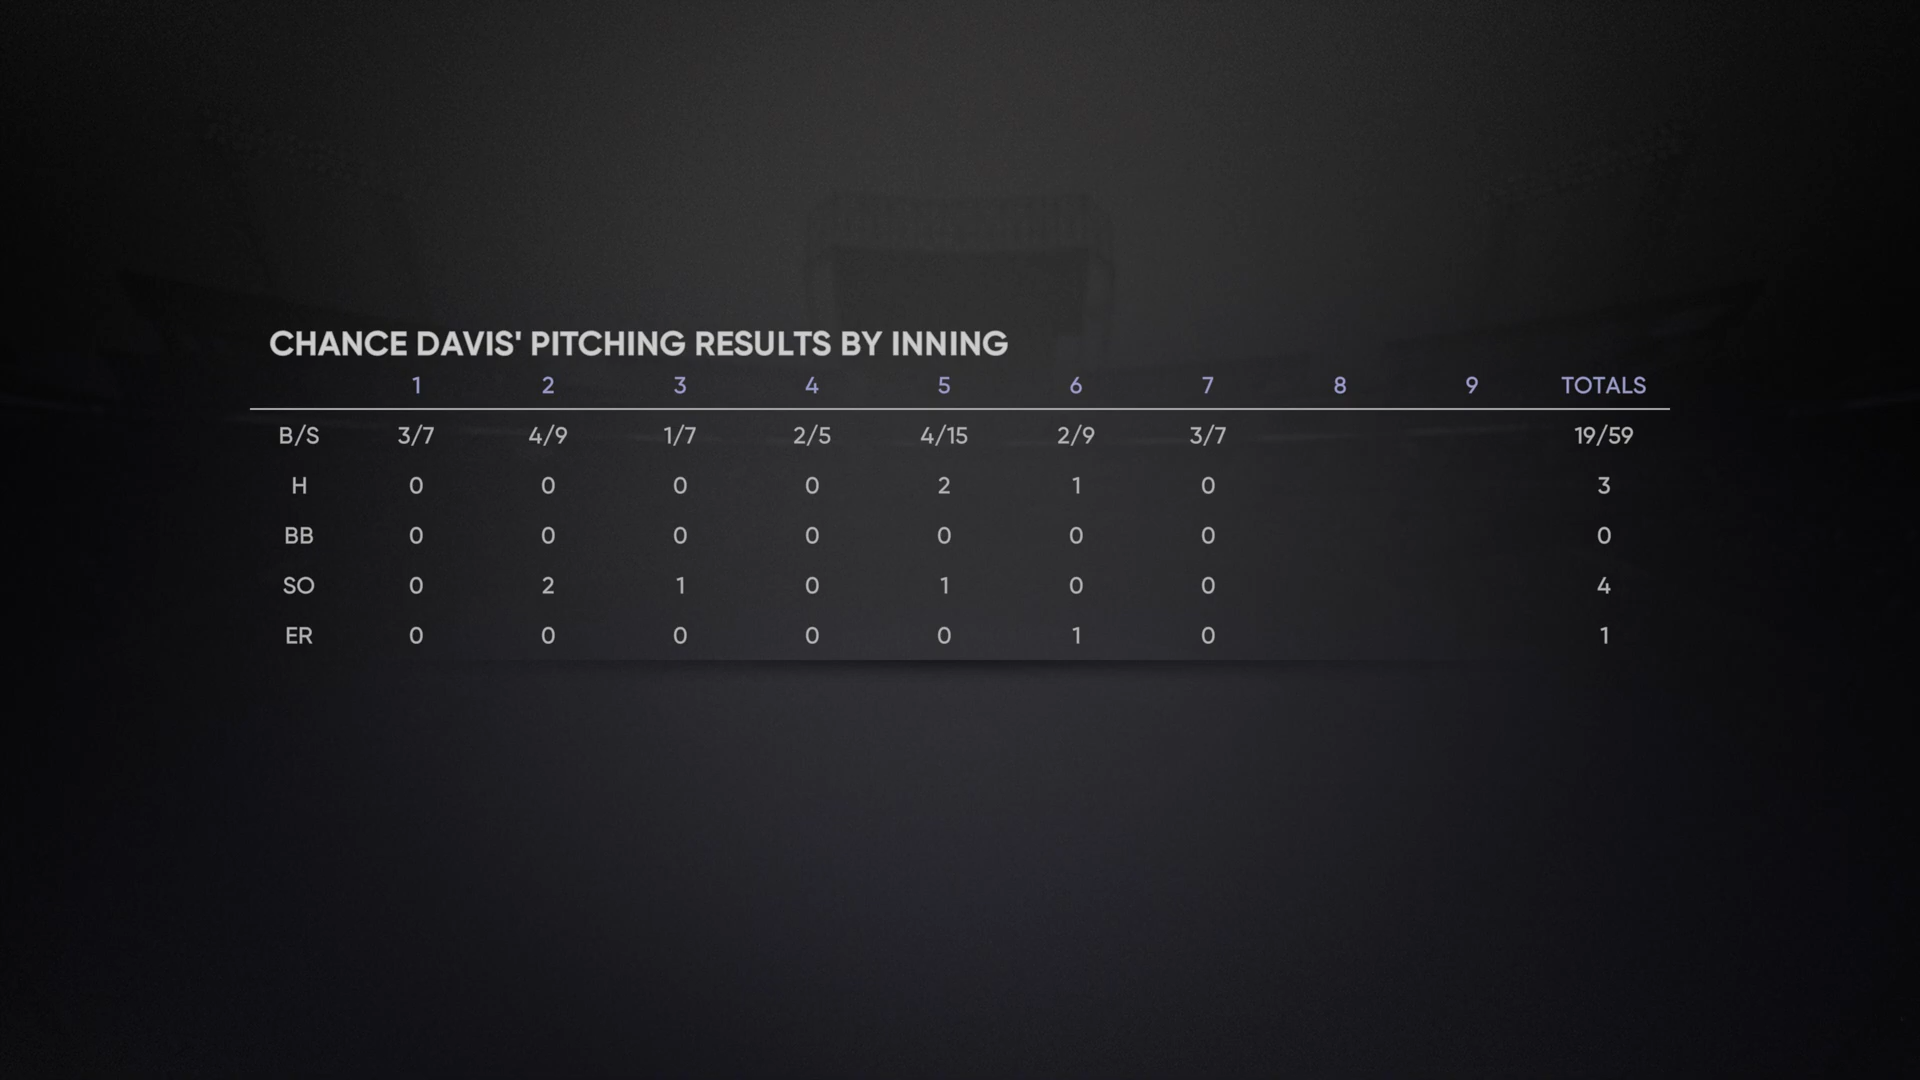 CHANCE DAVIS' PITCHING RESULTS BY INNING
1 2 3 4 5 6 7 8 9 TOTALS
B/S 3/7 4/9 1/7 2/5 4/15 2/9 3/7 19/59
H 0 0 0 0 2 1 0 3
BB 0 0 0 0 0 0 0 0
SO 0 2 1 0 1 0 0 4
ER 0 0 0 0 0 1 0 1